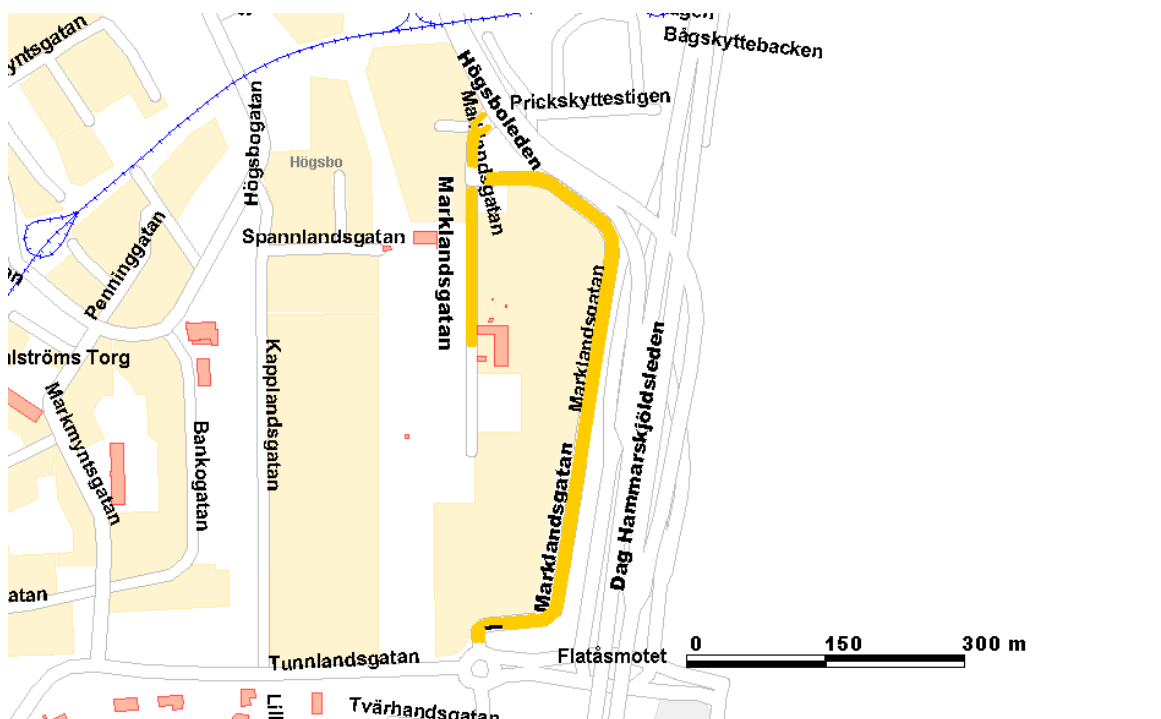 Bågskyttebacken
Högsboleden
Prickskyttestigen
Högsbogatan
Högsbo
Marklandsgatan
Marklandsgatan
Spannlandsgatan
Penninggatan
Marklandsgatan
Dag Hammarskjöldsleden
Kapplandsgatan
Markmyntsgatan
Bankogatan
Marklandsgatan
Tunnlandsgatan
Flatåsmotet
0 150 300 m
Tvärhandsgatan